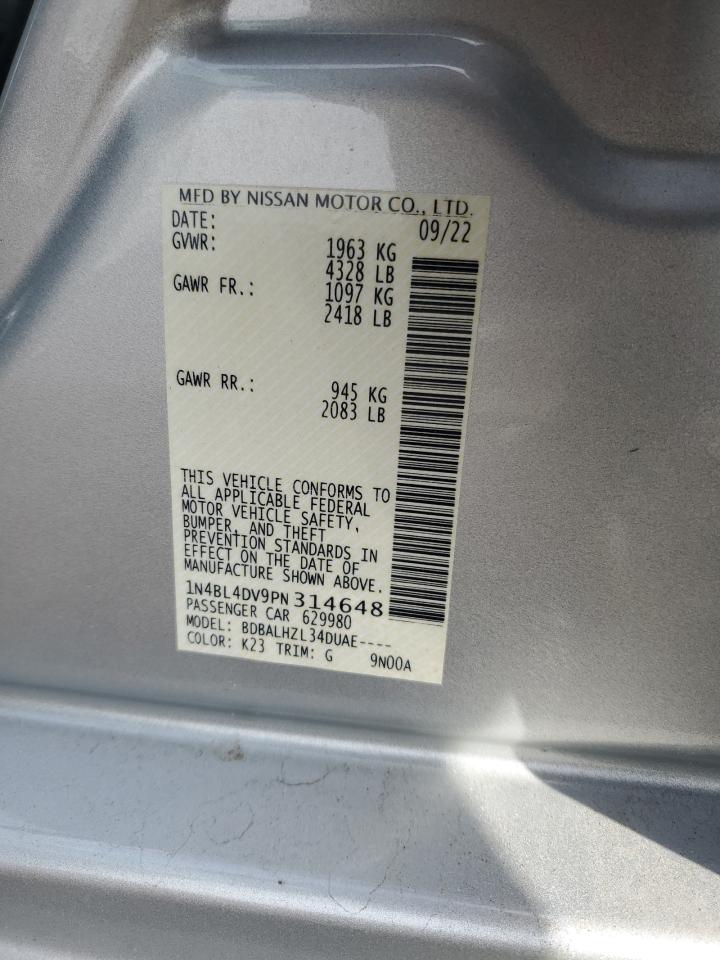 MFD BY NISSAN MOTOR CO., LTD.
DATE: 09/22
GVWR: 1963 KG
4328 LB
GAWR FR.: 1097 KG
2418 LB
GAWR RR.: 945 KG
2083 LB
THIS VEHICLE CONFORMS TO
ALL APPLICABLE FEDERAL
MOTOR VEHICLE SAFETY,
BUMPER, AND THEFT
PREVENTION STANDARDS IN
EFFECT ON THE DATE OF
MANUFACTURE SHOWN ABOVE.
1N4BL4DV9PN314648
PASSENGER CAR 629980
MODEL: BDBALHZL34DUAE----
COLOR: K23 TRIM: G 9N00A